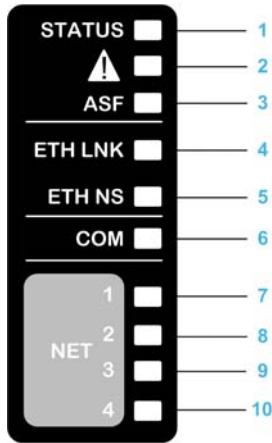 STATUS 1
2
ASF 3
ETH LNK 4
ETH NS 5
COM 6
1 7
NET 2 8
3 9
4 10